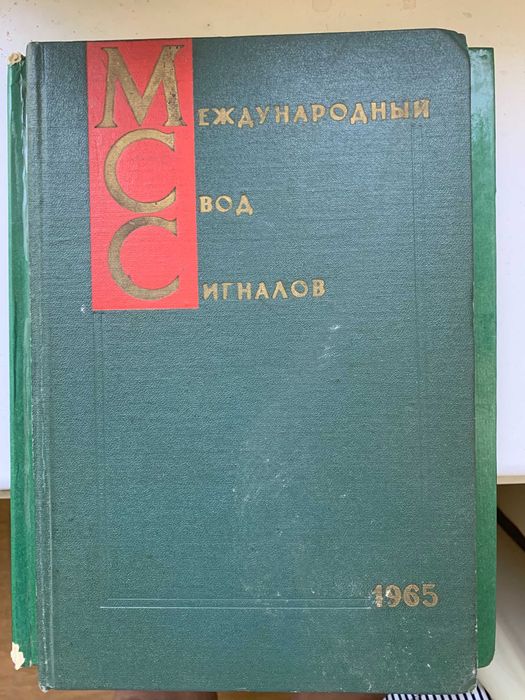 Международный
Свод
Сигналов
1965